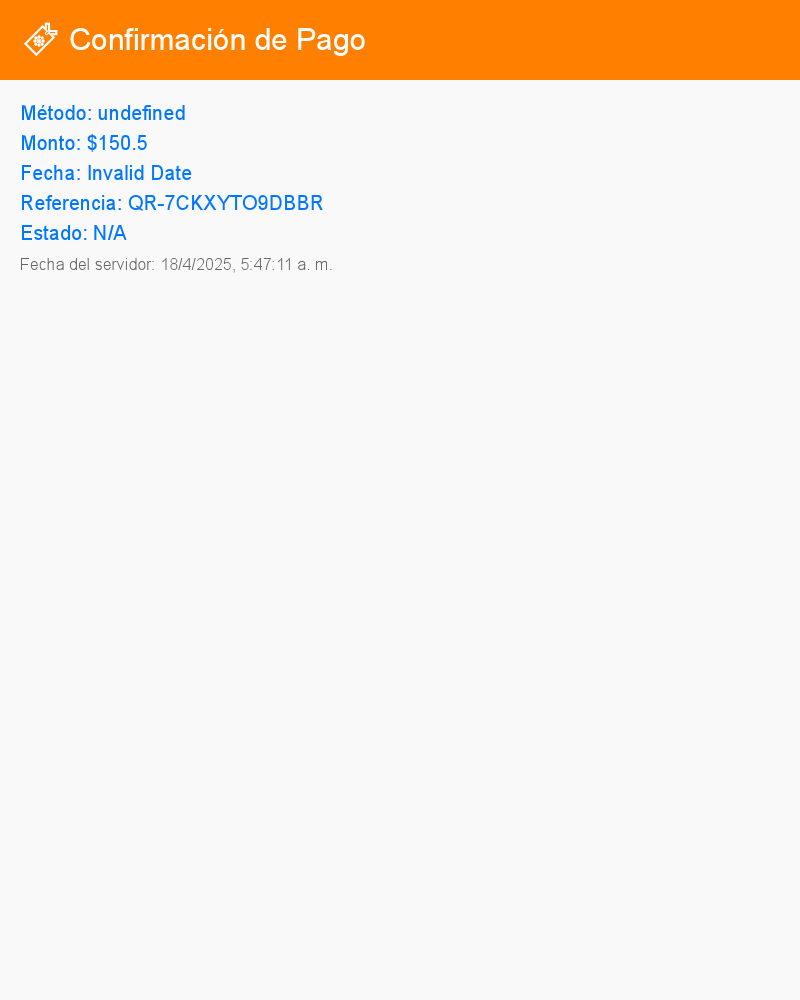 Confirmación de Pago
Método: undefined
Monto: $150.5
Fecha: Invalid Date
Referencia: QR-7CKXYTO9DBBR
Estado: N/A
Fecha del servidor: 18/4/2025, 5:47:11 a. m.